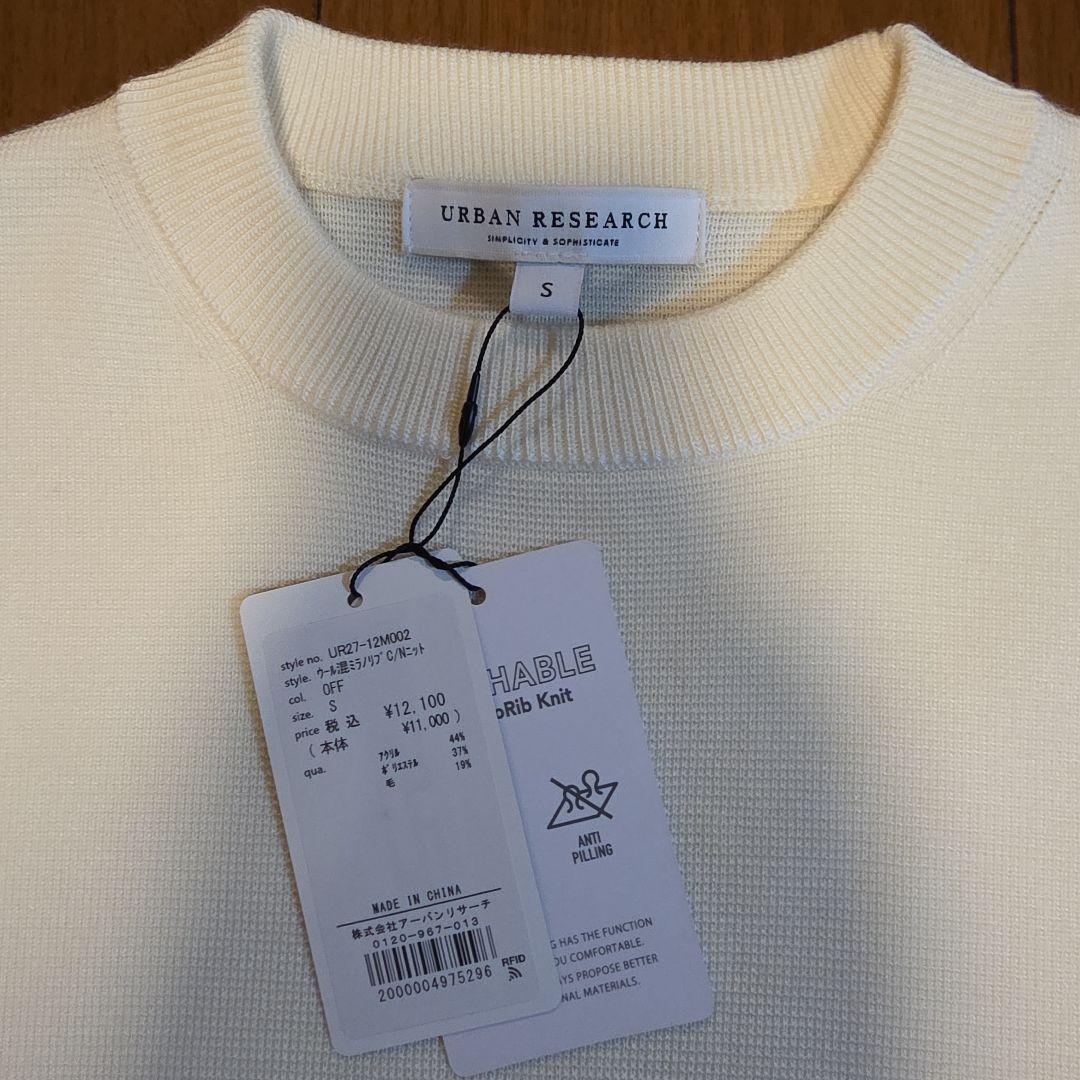 URBAN RESEARCH
SIMPLICITY & SOPHISTICATE
S
style no. UR27-12M002
style. ウール混ミラノリブC/Nニット
col. OFF
size. S
price 税込 ¥12,100
(本体 ¥11,000)
qua. アクリル 44%
ポリエステル 37%
毛 19%
MADE IN CHINA
株式会社アーバンリサーチ
0120-967-013
2000004975296
RFID
HABLE
oRib Knit
ANTI
PILLING
G HAS THE FUNCTION
OU COMFORTABLE.
AYS PROPOSE BETTER
NAL MATERIALS.